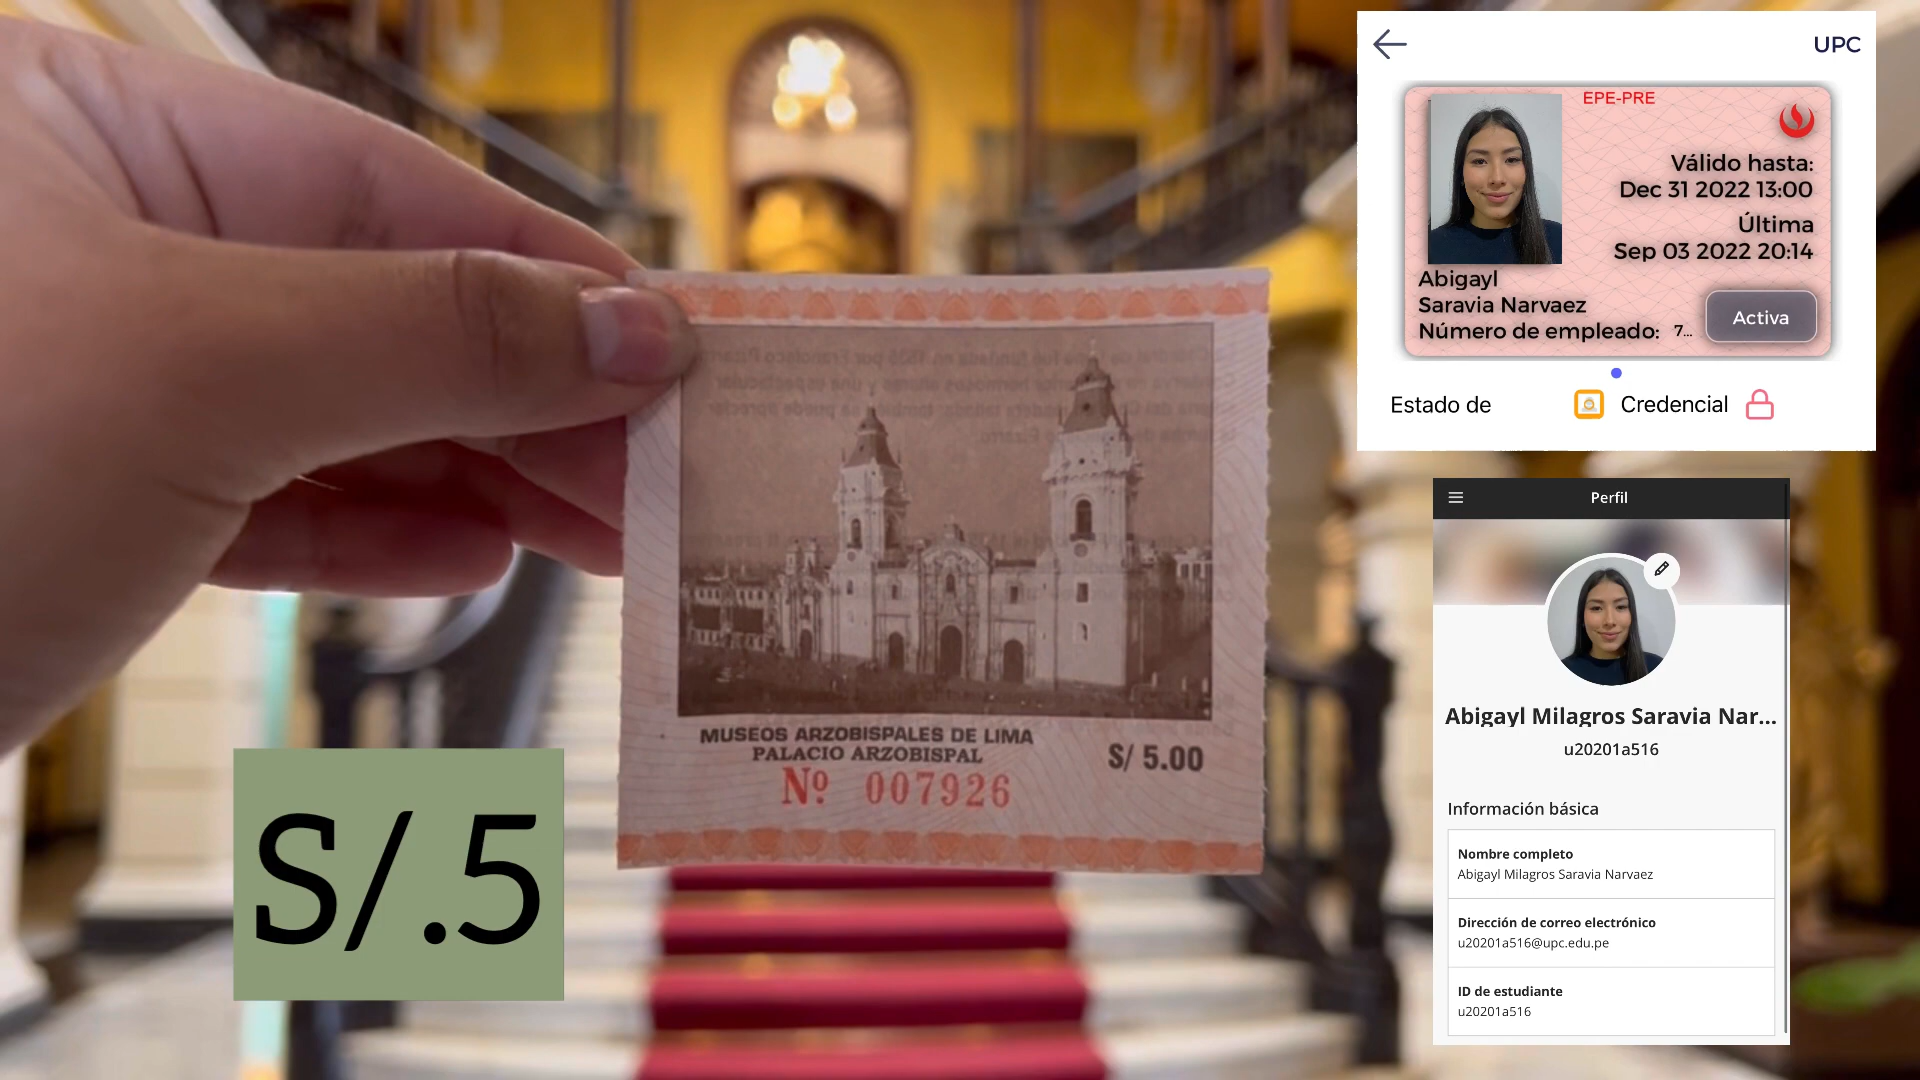 MUSEOS ARZOBISPALES DE LIMA
PALACIO ARZOBISPAL
S/ 5.00
Nº 007926
S/.5
UPC
EPE-PRE
Válido hasta:
Dec 31 2022 13:00
Última
Sep 03 2022 20:14
Abigayl
Saravia Narvaez
Número de empleado: 7...
Activa
Estado de
Credencial
Perfil
Abigayl Milagros Saravia Nar...
u20201a516
Información básica
Nombre completo
Abigayl Milagros Saravia Narvaez
Dirección de correo electrónico
u20201a516@upc.edu.pe
ID de estudiante
u20201a516